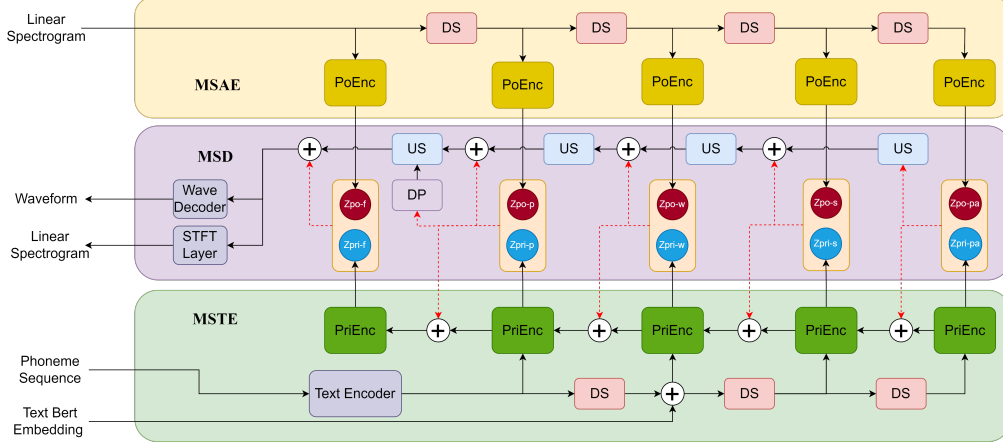 Linear
Spectrogram
DS
DS
DS
DS
MSAE
PoEnc
PoEnc
PoEnc
PoEnc
PoEnc
MSD
+
US
+
US
+
US
+
US
Waveform
Wave
Decoder
DP
Zpo-f
Zpo-p
Zpo-w
Zpo-s
Zpo-pa
Linear
Spectrogram
STFT
Layer
Zpri-f
Zpri-p
Zpri-w
Zpri-s
Zpri-pa
MSTE
PriEnc
+
PriEnc
+
PriEnc
+
PriEnc
+
PriEnc
Phoneme
Sequence
Text Encoder
DS
+
DS
DS
Text Bert
Embedding